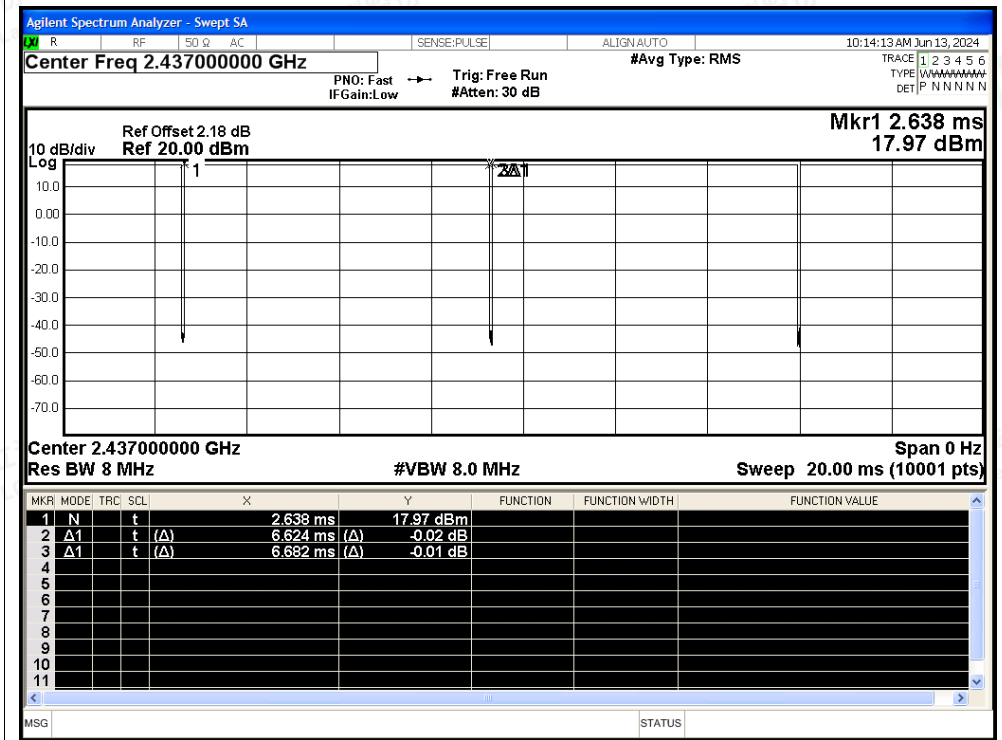 Agilent Spectrum Analyzer - Swept SA
LXI R RF 50 Ω AC SENSE:PULSE ALIGN AUTO 10:14:13 AM Jun 13, 2024
Center Freq 2.437000000 GHz #Avg Type: RMS TRACE 1 2 3 4 5 6
PNO: Fast Trig: Free Run TYPE W
IFGain:Low #Atten: 30 dB DET P N N N N N
Mkr1 2.638 ms
Ref Offset 2.18 dB
10 dB/div Ref 20.00 dBm 17.97 dBm
Log
1
10.0
0.00
-10.0
-20.0
-30.0
-40.0
-50.0
-60.0
-70.0
Center 2.437000000 GHz Span 0 Hz
Res BW 8 MHz #VBW 8.0 MHz Sweep 20.00 ms (10001 pts)
MKR MODE TRC SCL X Y FUNCTION FUNCTION WIDTH FUNCTION VALUE
1 N t 2.638 ms 17.97 dBm
2 Δ1 t (Δ) 6.624 ms (Δ) -0.02 dB
3 Δ1 t (Δ) 6.682 ms (Δ) -0.01 dB
4
5
6
7
8
9
10
11
MSG STATUS